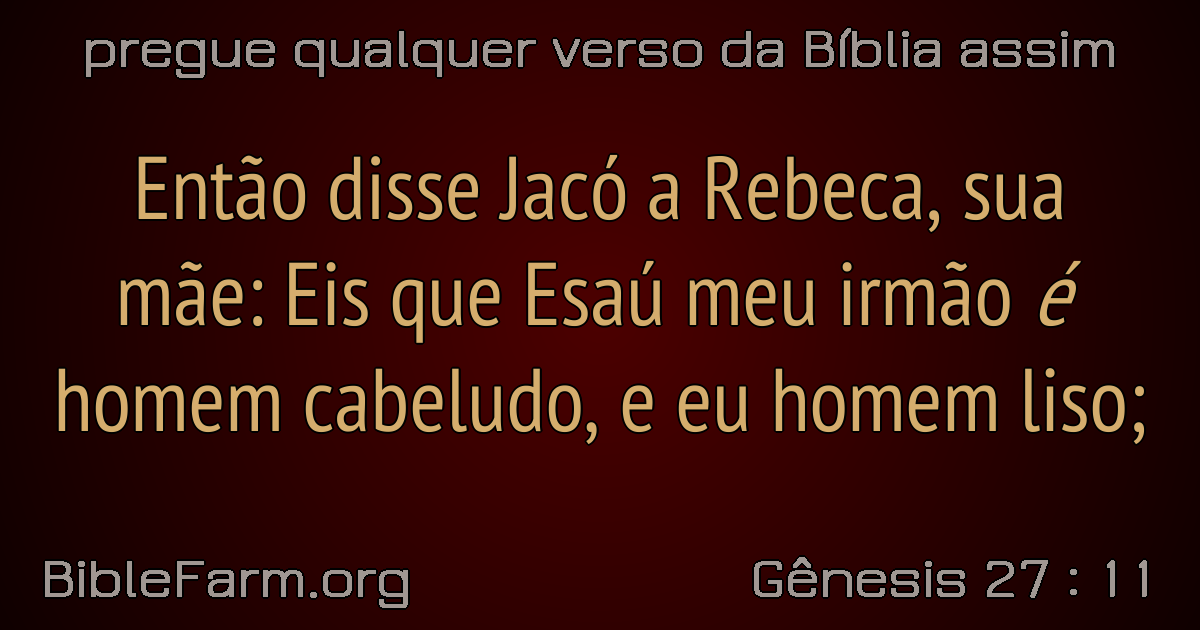 pregue qualquer verso da Bíblia assim
Então disse Jacó a Rebeca, sua
mãe: Eis que Esaú meu irmão é
homem cabeludo, e eu homem liso;
BibleFarm.org
Gênesis 27 : 11